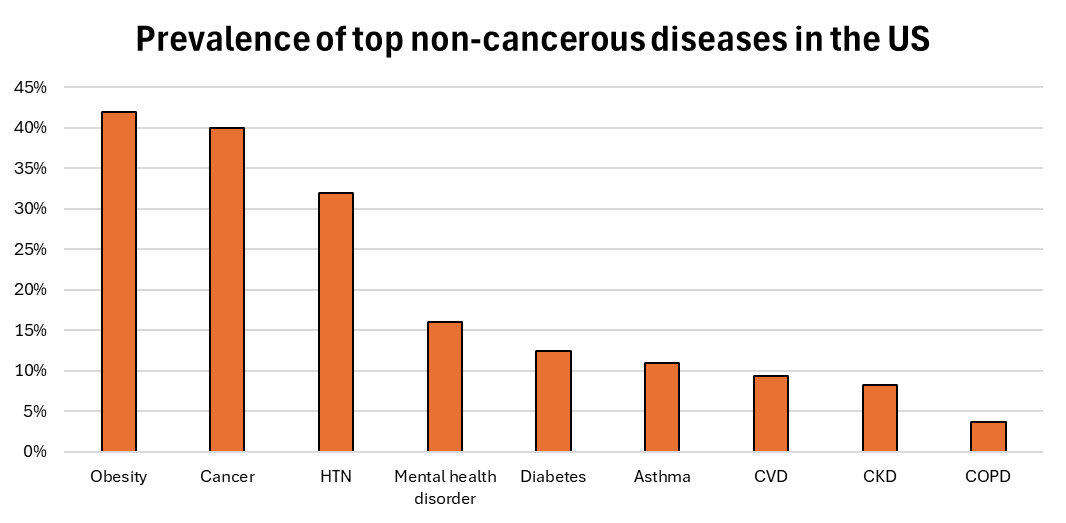 Prevalence of top non-cancerous diseases in the US
45%
40%
35%
30%
25%
20%
15%
10%
5%
0%
Obesity
Cancer
HTN
Mental health
disorder
Diabetes
Asthma
CVD
CKD
COPD